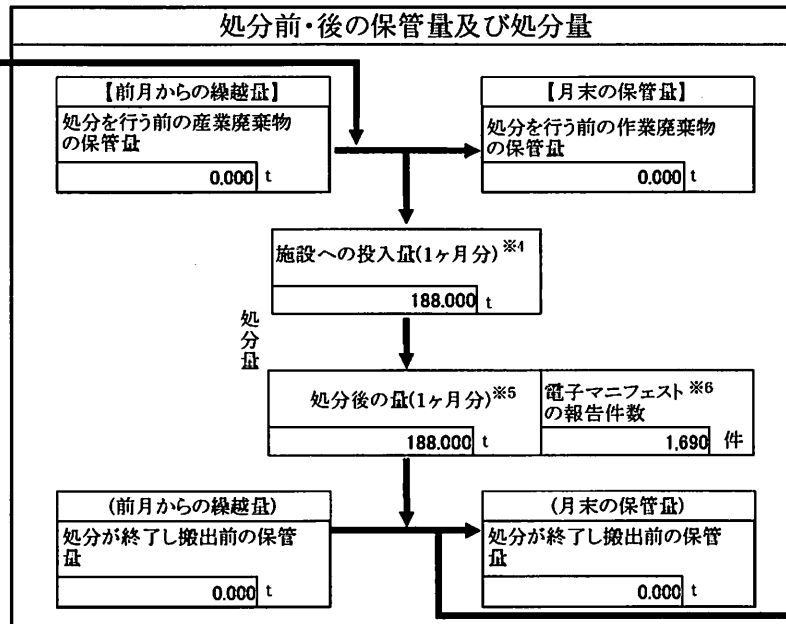 処分前・後の保管量及び処分量
【前月からの繰越量】
処分を行う前の産業廃棄物
の保管量
0.000 t
【月末の保管量】
処分を行う前の作業廃棄物
の保管量
0.000 t
施設への投入量(1ヶ月分)※4
188.000 t
処分量
処分後の量(1ヶ月分)※5
188.000 t
電子マニフェスト※6
の報告件数
1,690 件
(前月からの繰越量)
処分が終了し搬出前の保管
量
0.000 t
(月末の保管量)
処分が終了し搬出前の保管
量
0.000 t